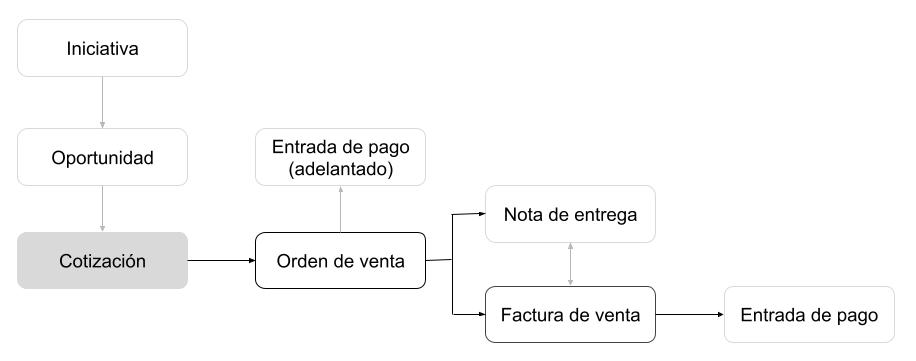 Iniciativa
Oportunidad
Entrada de pago
(adelantado)
Nota de entrega
Cotización
Orden de venta
Factura de venta
Entrada de pago